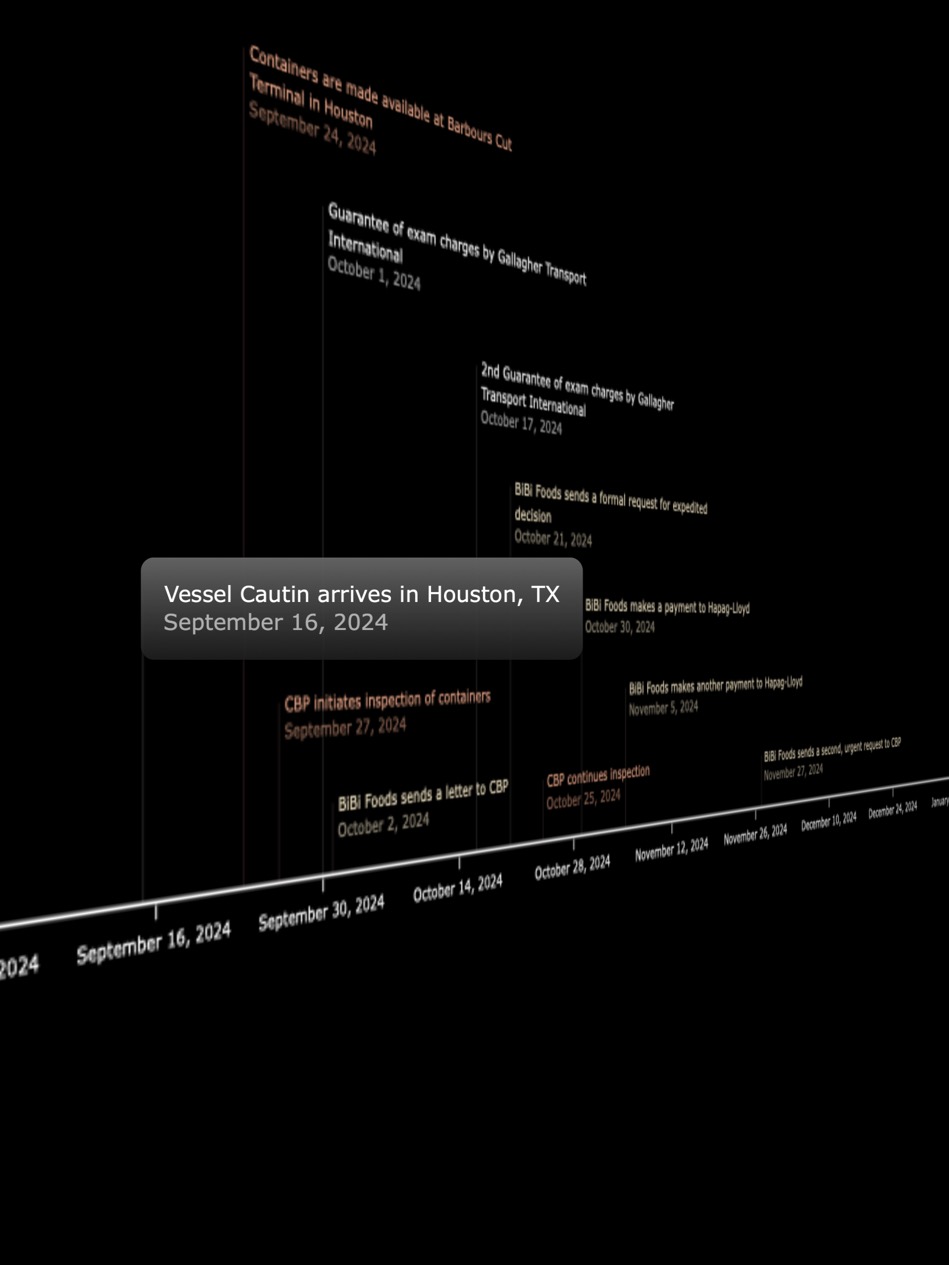 Containers are made available at Barbours Cut
Terminal in Houston
September 24, 2024
Guarantee of exam charges by Gallagher Transport
International
October 1, 2024
2nd Guarantee of exam charges by Gallagher
Transport International
October 17, 2024
BiBi Foods sends a formal request for expedited
decision
October 21, 2024
Vessel Cautin arrives in Houston, TX
September 16, 2024
BiBi Foods makes a payment to Hapag-Lloyd
October 30, 2024
CBP initiates inspection of containers
September 27, 2024
BiBi Foods makes another payment to Hapag-Lloyd
November 5, 2024
BiBi Foods sends a letter to CBP
October 2, 2024
CBP continues inspection
October 25, 2024
BiBi Foods sends a second, urgent request to CBP
November 27, 2024
2024
September 16, 2024
September 30, 2024
October 14, 2024
October 28, 2024
November 12, 2024
November 26, 2024
December 10, 2024
December 24, 2024